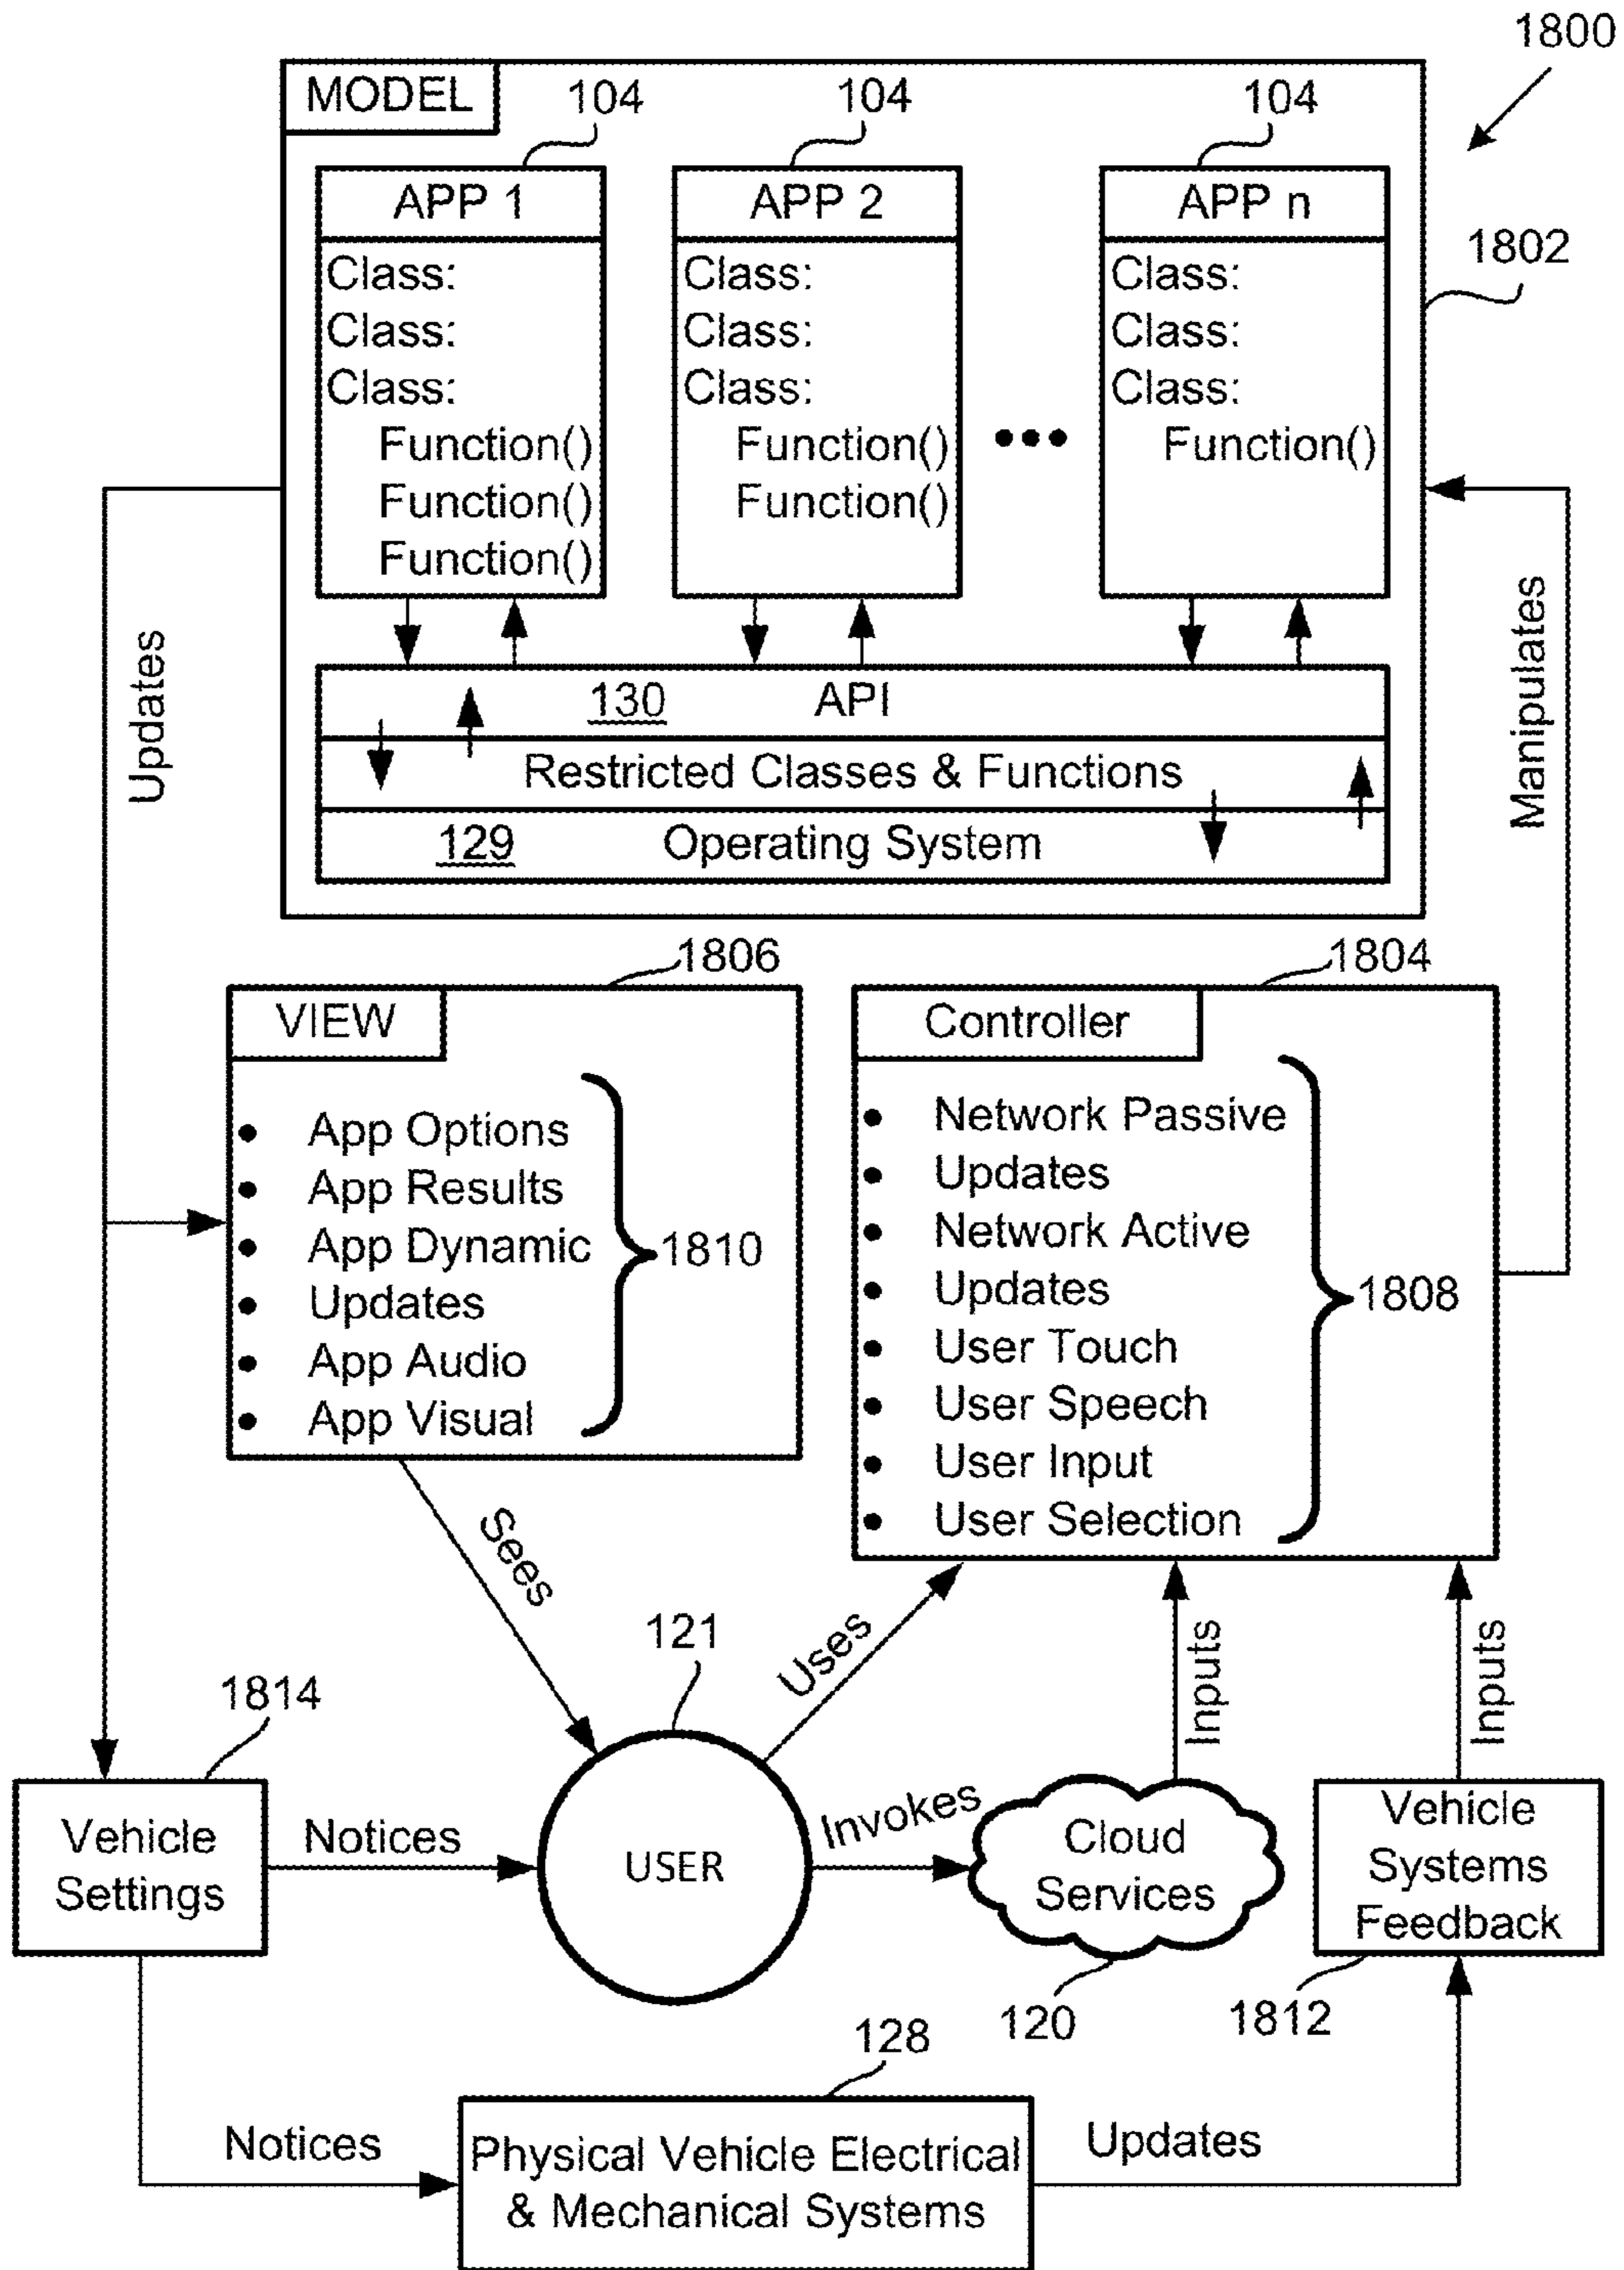 1800
MODEL
104
104
104
APP 1
APP 2
APP n
1802
Class:
Class:
Class:
Function()
Function()
Function()
Class:
Class:
Class:
Function()
Function()
•••
Class:
Class:
Class:
Function()
130 API
Restricted Classes & Functions
129 Operating System
Updates
Manipulates
1806
VIEW
• App Options
• App Results
• App Dynamic
• Updates
• App Audio
• App Visual
1810
1804
Controller
• Network Passive
• Updates
• Network Active
• Updates
• User Touch
• User Speech
• User Input
• User Selection
1808
Sees
Uses
Inputs
Inputs
121
1814
Vehicle
Settings
Notices
USER
Invokes
Cloud
Services
Vehicle
Systems
Feedback
120
1812
128
Notices
Physical Vehicle Electrical
& Mechanical Systems
Updates